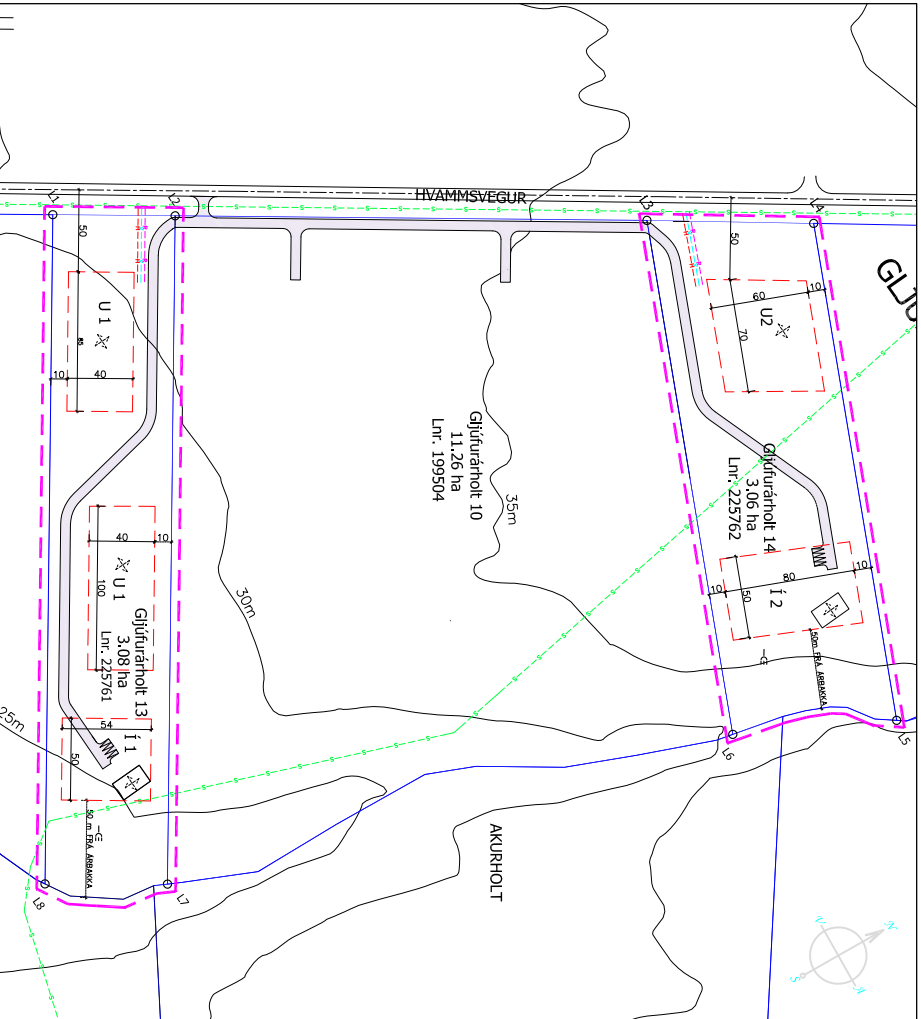 HVAMMSVEGUR
L1
L2
L3
L4
GLJÚ
50
50
10
60
U2
70
U 1
85
10
40
Gljúfurárholt 10
11.26 ha
Lnr. 199504
35m
Gljúfurárholt 14
3.06 ha
Lnr. 225762
40
10
U 1
100
30m
10
80
10
50
Í 2
50m FRÁ ÁRBAKKA
Gljúfurárholt 13
3.08 ha
Lnr. 225761
25m
54
Í 1
50
50 m FRÁ ÁRBAKKA
L5
L6
AKURHOLT
L7
L8
N
S